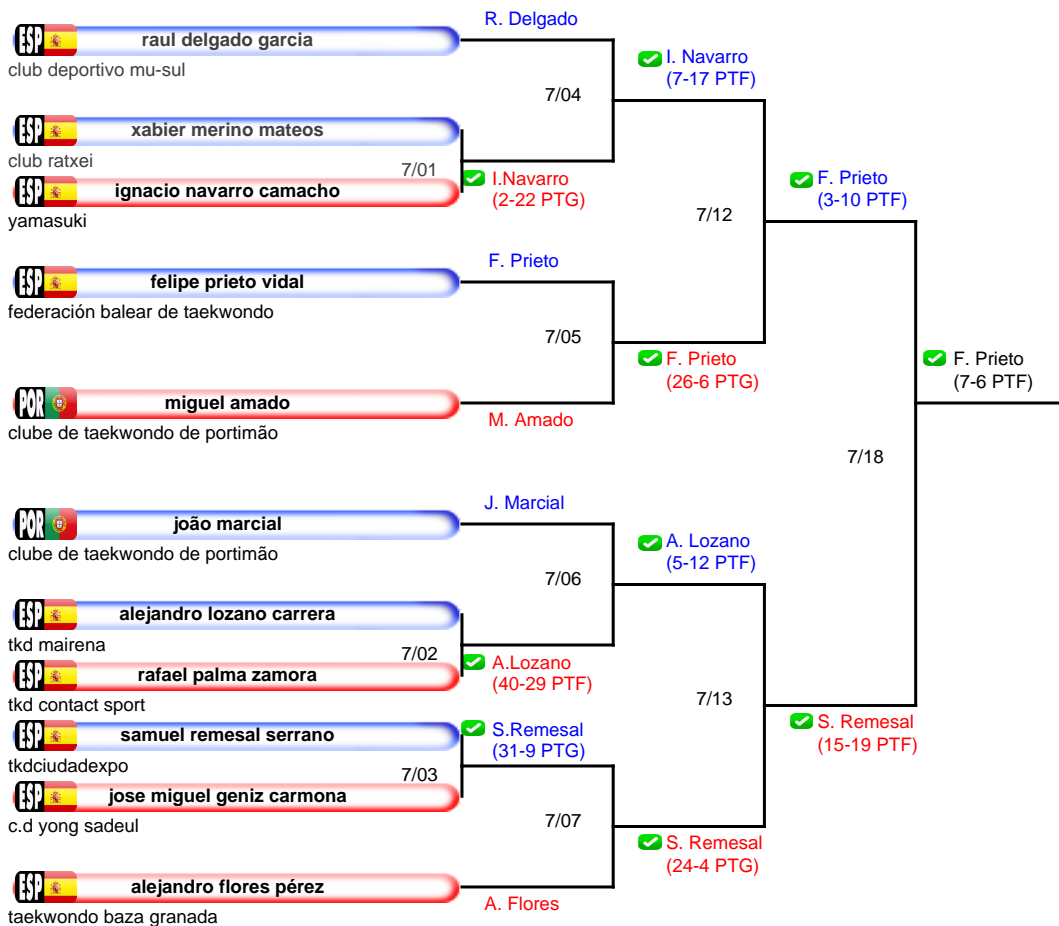 R. Delgado
ESP raul delgado garcia
club deportivo mu-sul
I. Navarro
(7-17 PTF)
7/04
ESP xabier merino mateos
club ratxei
7/01
I.Navarro
(2-22 PTG)
ESP ignacio navarro camacho
yamasuki
F. Prieto
(3-10 PTF)
7/12
F. Prieto
ESP felipe prieto vidal
federación balear de taekwondo
7/05
F. Prieto
(26-6 PTG)
F. Prieto
(7-6 PTF)
POR miguel amado
M. Amado
clube de taekwondo de portimão
7/18
J. Marcial
POR joão marcial
clube de taekwondo de portimão
A. Lozano
(5-12 PTF)
7/06
ESP alejandro lozano carrera
tkd mairena
7/02
A.Lozano
(40-29 PTF)
ESP rafael palma zamora
tkd contact sport
7/13
S. Remesal
(15-19 PTF)
ESP samuel remesal serrano
S.Remesal
(31-9 PTG)
tkdciudadexpo
7/03
ESP jose miguel geniz carmona
c.d yong sadeul
7/07
S. Remesal
(24-4 PTG)
ESP alejandro flores pérez
A. Flores
taekwondo baza granada